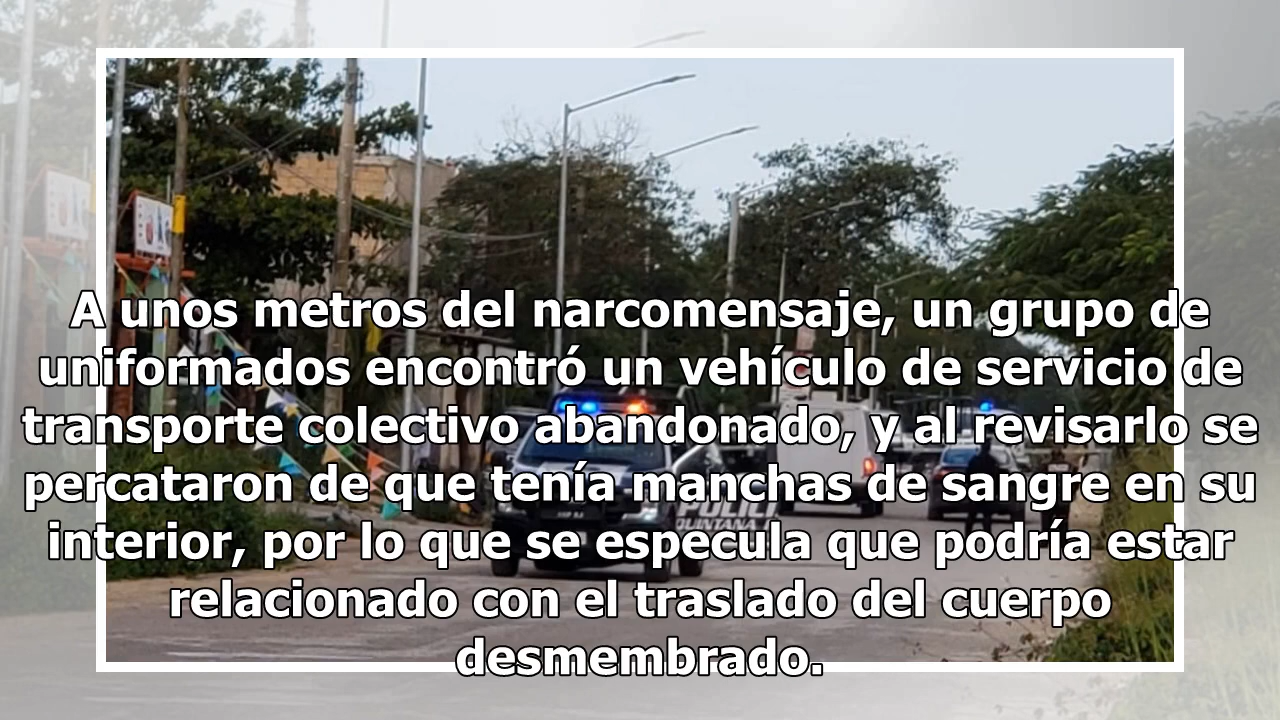 A unos metros del narcomensaje, un grupo de
uniformados encontró un vehículo de servicio de
transporte colectivo abandonado, y al revisarlo se
percataron de que tenía manchas de sangre en su
interior, por lo que se especula que podría estar
relacionado con el traslado del cuerpo
desmembrado.